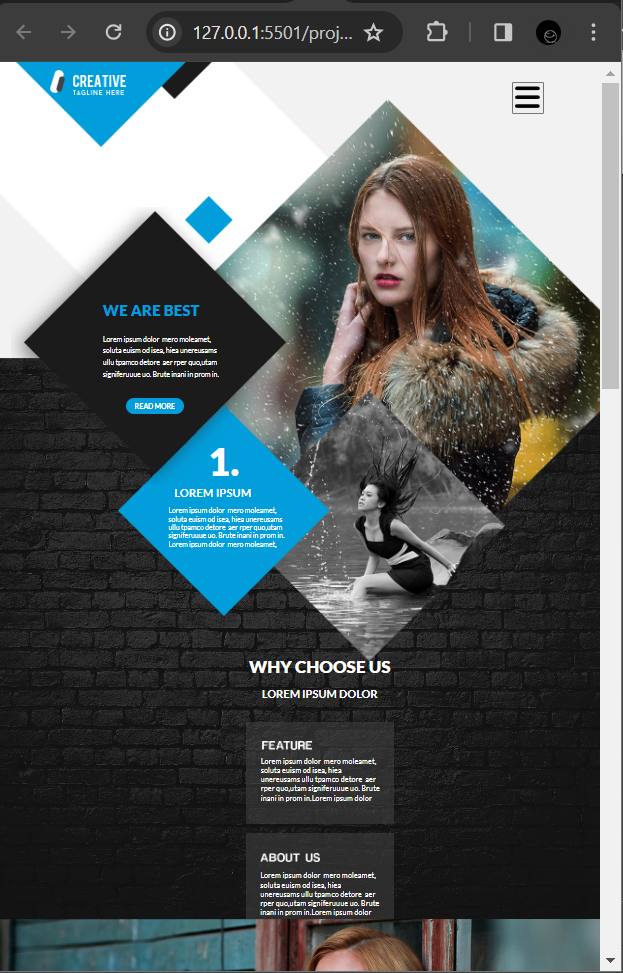 127.0.0.1:5501/proj...
CREATIVE
TAGLINE HERE
WE ARE BEST
Lorem ipsum dolor mero moleamet,
soluta euism od isea, hiea unereusams
ullu tpamco detore aer rper quo,utam
signiferuuue uo. Brute inani in prom in.
READ MORE
1.
LOREM IPSUM
Lorem ipsum dolor mero moleamet,
soluta euism od isea, hiea unereusams
ullu tpamco detore aer rper quo,utam
signiferuuue uo. Brute inani in prom in.
Lorem ipsum dolor mero moleamet,
WHY CHOOSE US
LOREM IPSUM DOLOR
FEATURE
Lorem ipsum dolor mero moleamet,
soluta euism od isea, hiea
unereusams ullu tpamco detore aer
rper quo,utam signiferuuue uo. Brute
inani in prom in.Lorem ipsum dolor
ABOUT US
Lorem ipsum dolor mero moleamet,
soluta euism od isea, hiea
unereusams ullu tpamco detore aer
rper quo,utam signiferuuue uo. Brute
inani in prom in.Lorem ipsum dolor